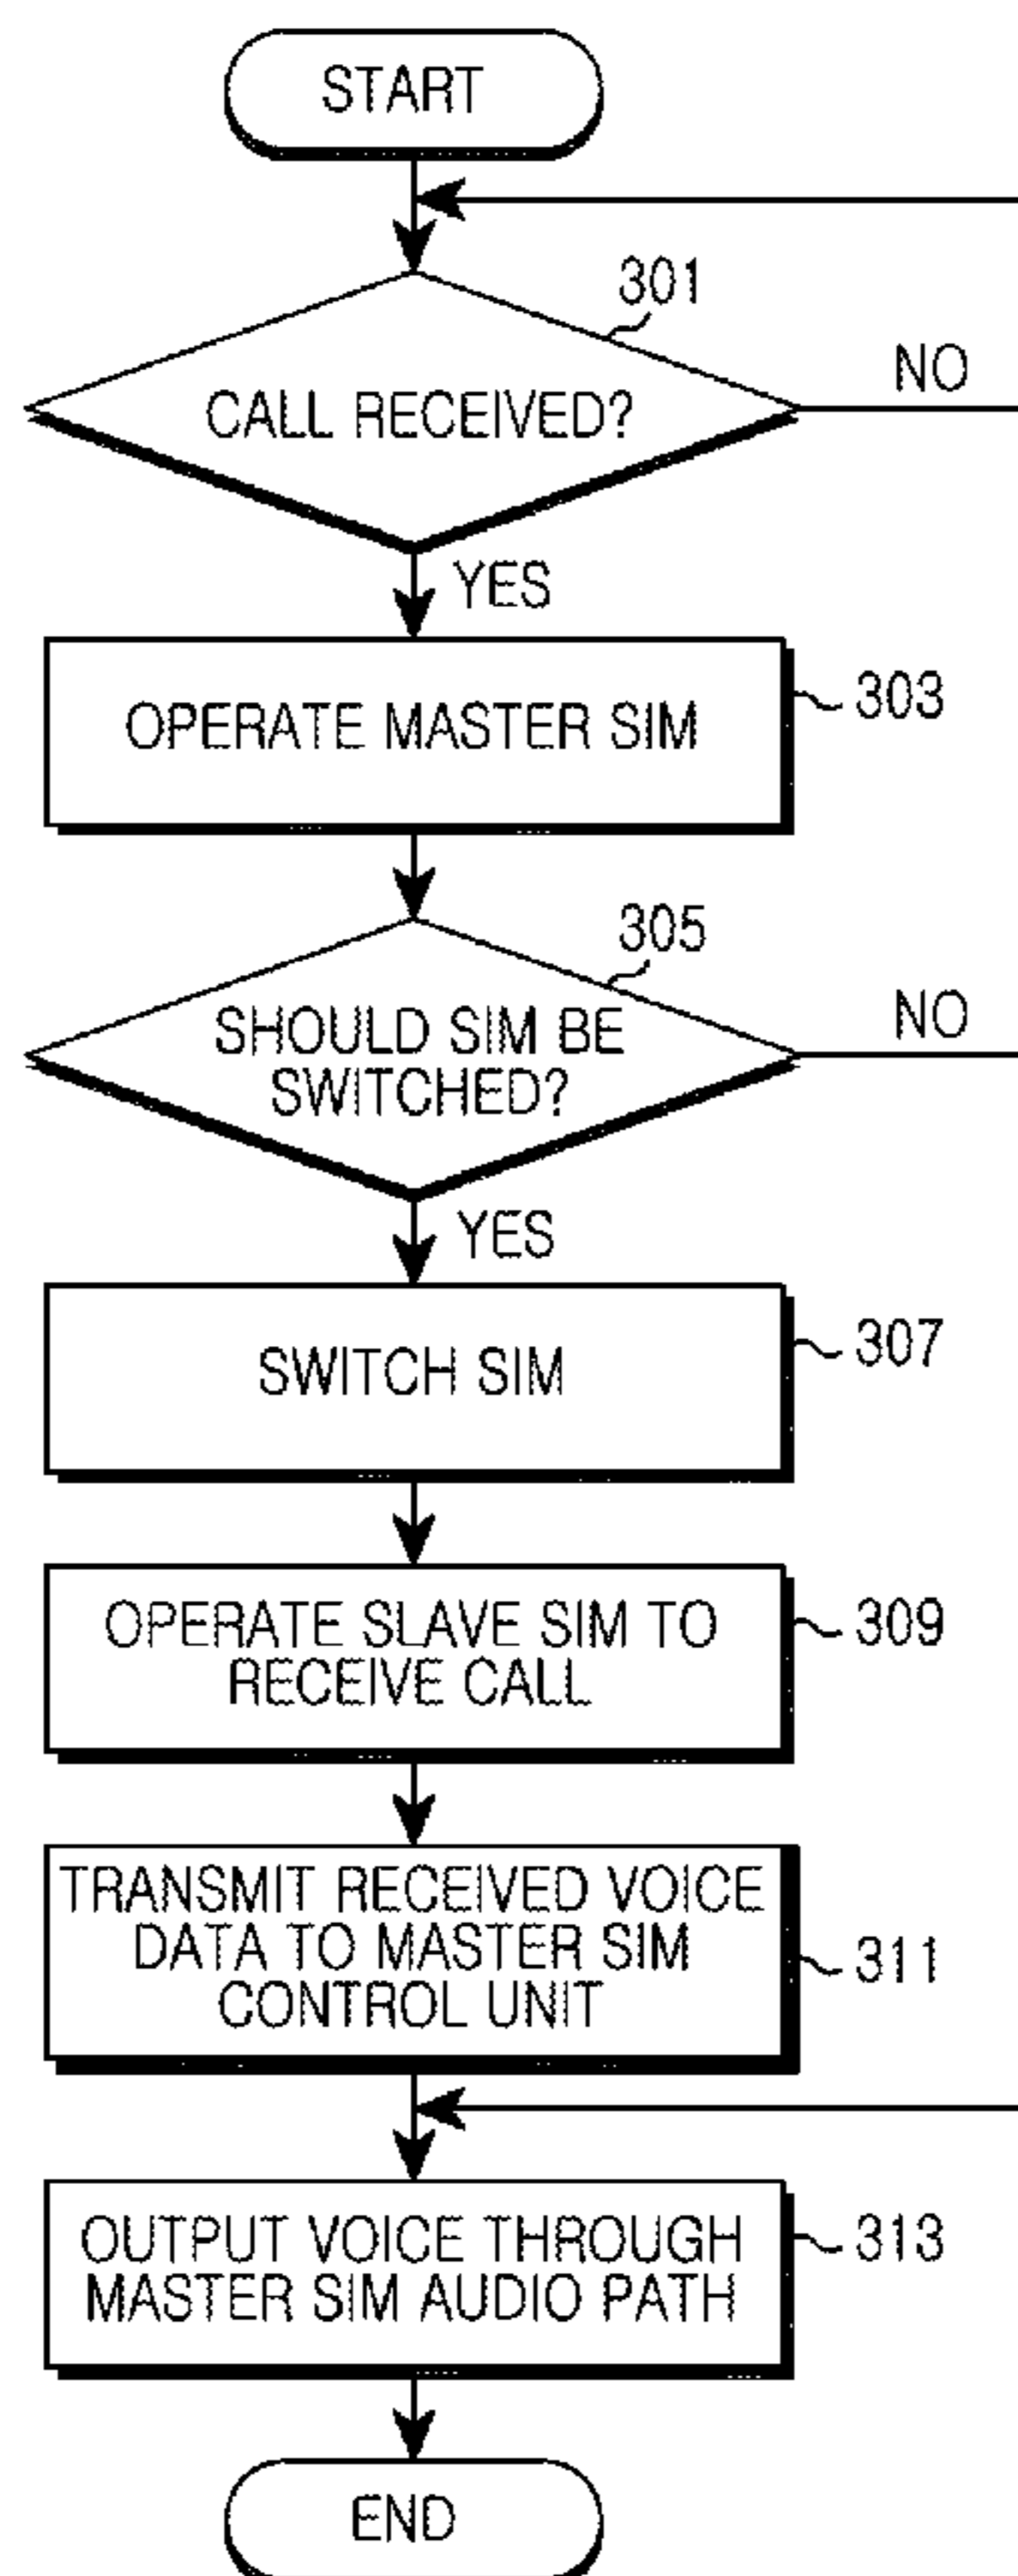 START
301
CALL RECEIVED?
NO
YES
OPERATE MASTER SIM
303
305
SHOULD SIM BE
SWITCHED?
NO
YES
SWITCH SIM
307
OPERATE SLAVE SIM TO
RECEIVE CALL
309
TRANSMIT RECEIVED VOICE
DATA TO MASTER SIM
CONTROL UNIT
311
OUTPUT VOICE THROUGH
MASTER SIM AUDIO PATH
313
END